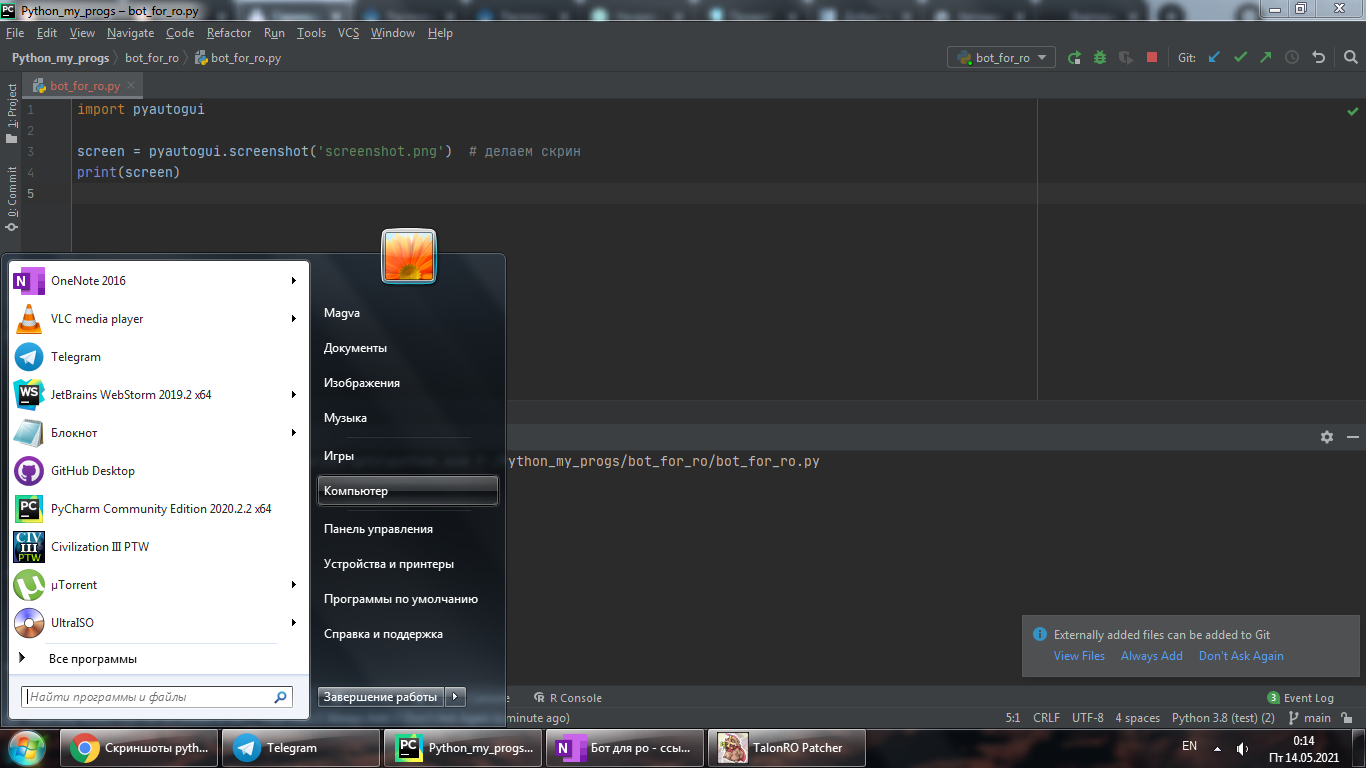 Python_my_progs – bot_for_ro.py
File Edit View Navigate Code Refactor Run Tools VCS Window Help
Python_my_progs bot_for_ro bot_for_ro.py
bot_for_ro
Git:
1: Project
0: Commit
bot_for_ro.py
1 import pyautogui
2
3 screen = pyautogui.screenshot('screenshot.png') # делаем скрин
4 print(screen)
5
OneNote 2016
VLC media player
Telegram
JetBrains WebStorm 2019.2 x64
Блокнот
GitHub Desktop
PyCharm Community Edition 2020.2.2 x64
Civilization III PTW
µTorrent
UltraISO
Все программы
Найти программы и файлы
Magva
Документы
Изображения
Музыка
Игры
Компьютер
Панель управления
Устройства и принтеры
Программы по умолчанию
Справка и поддержка
Завершение работы
ython_my_progs/bot_for_ro/bot_for_ro.py
Externally added files can be added to Git
View Files Always Add Don't Ask Again
R Console
3 Event Log
minute ago)
5:1 CRLF UTF-8 4 spaces Python 3.8 (test) (2) main
Скриншоты pyth...
Telegram
Python_my_progs...
Бот для ро - ссы...
TalonRO Patcher
EN
0:14
Пт 14.05.2021